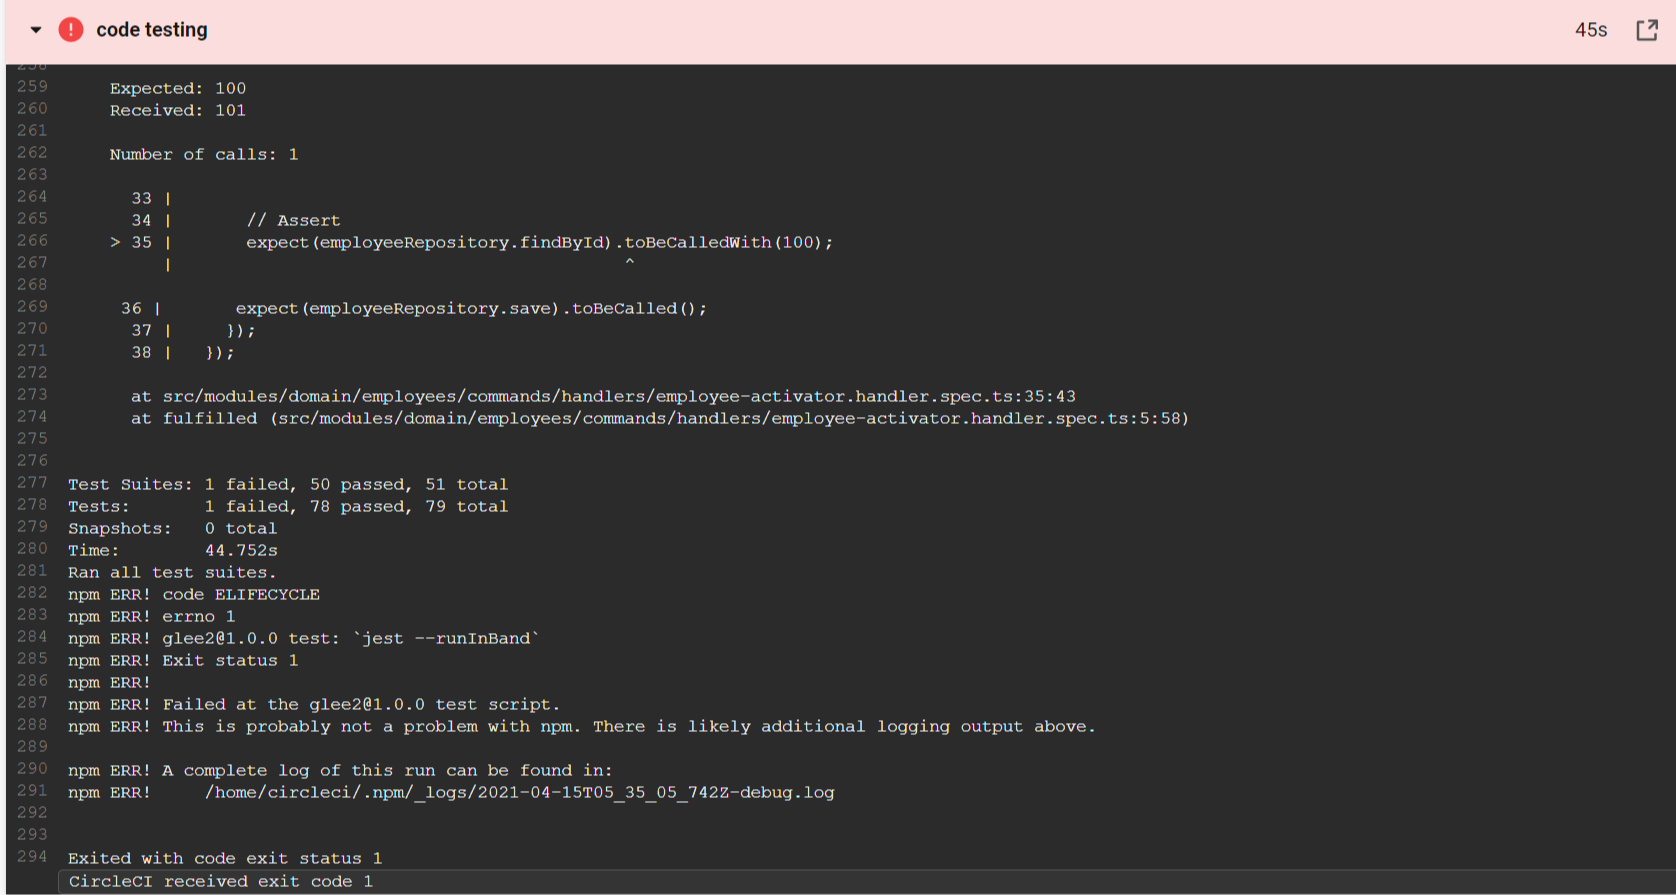 code testing 45s
259 Expected: 100
260 Received: 101
261
262 Number of calls: 1
263
264 33 |
265 34 | // Assert
266 > 35 | expect(employeeRepository.findById).toBeCalledWith(100);
267 | ^
268
269 36 | expect(employeeRepository.save).toBeCalled();
270 37 | });
271 38 | });
272
273 at src/modules/domain/employees/commands/handlers/employee-activator.handler.spec.ts:35:43
274 at fulfilled (src/modules/domain/employees/commands/handlers/employee-activator.handler.spec.ts:5:58)
275
276
277 Test Suites: 1 failed, 50 passed, 51 total
278 Tests: 1 failed, 78 passed, 79 total
279 Snapshots: 0 total
280 Time: 44.752s
281 Ran all test suites.
282 npm ERR! code ELIFECYCLE
283 npm ERR! errno 1
284 npm ERR! glee2@1.0.0 test: `jest --runInBand`
285 npm ERR! Exit status 1
286 npm ERR!
287 npm ERR! Failed at the glee2@1.0.0 test script.
288 npm ERR! This is probably not a problem with npm. There is likely additional logging output above.
289
290 npm ERR! A complete log of this run can be found in:
291 npm ERR! /home/circleci/.npm/_logs/2021-04-15T05_35_05_742Z-debug.log
292
293
294 Exited with code exit status 1
CircleCI received exit code 1